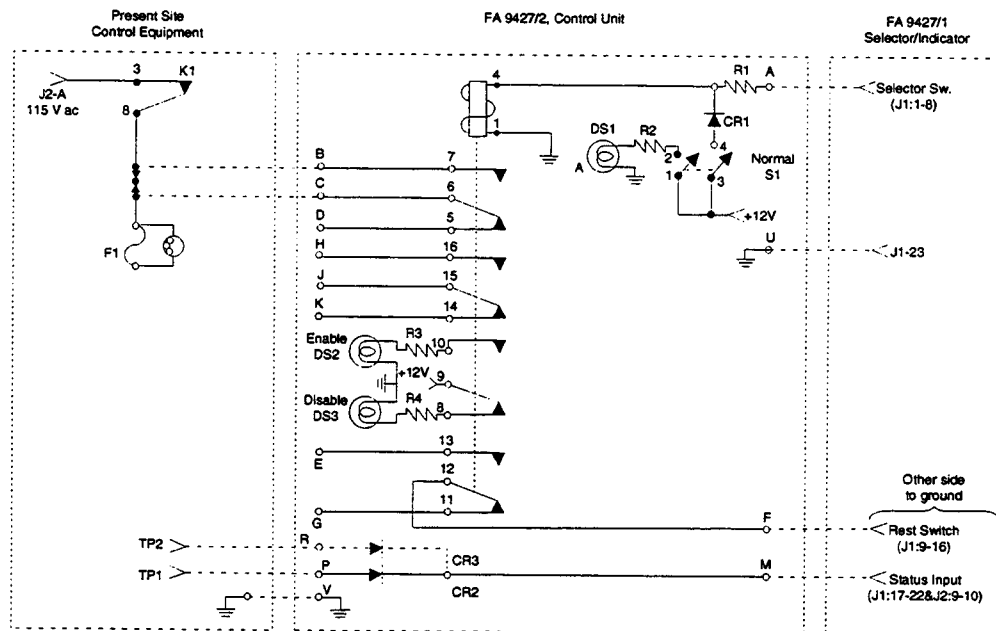 Present Site
Control Equipment
FA 9427/2, Control Unit
FA 9427/1
Selector/Indicator
3
K1
J2-A
115 V ac
8
4
R1
A
Selector Sw.
(J1:1-8)
CR1
1
DS1
R2
A
2
4
Normal
S1
1
3
+12V
B
7
C
6
D
5
U
J1-23
F1
H
16
J
15
K
14
Enable
DS2
R3
10
+12V
9
Disable
DS3
R4
8
E
13
12
11
G
Other side
to ground
F
Rest Switch
(J1:9-16)
TP2
R
CR3
TP1
P
CR2
M
Status Input
(J1:17-22&J2:9-10)
V